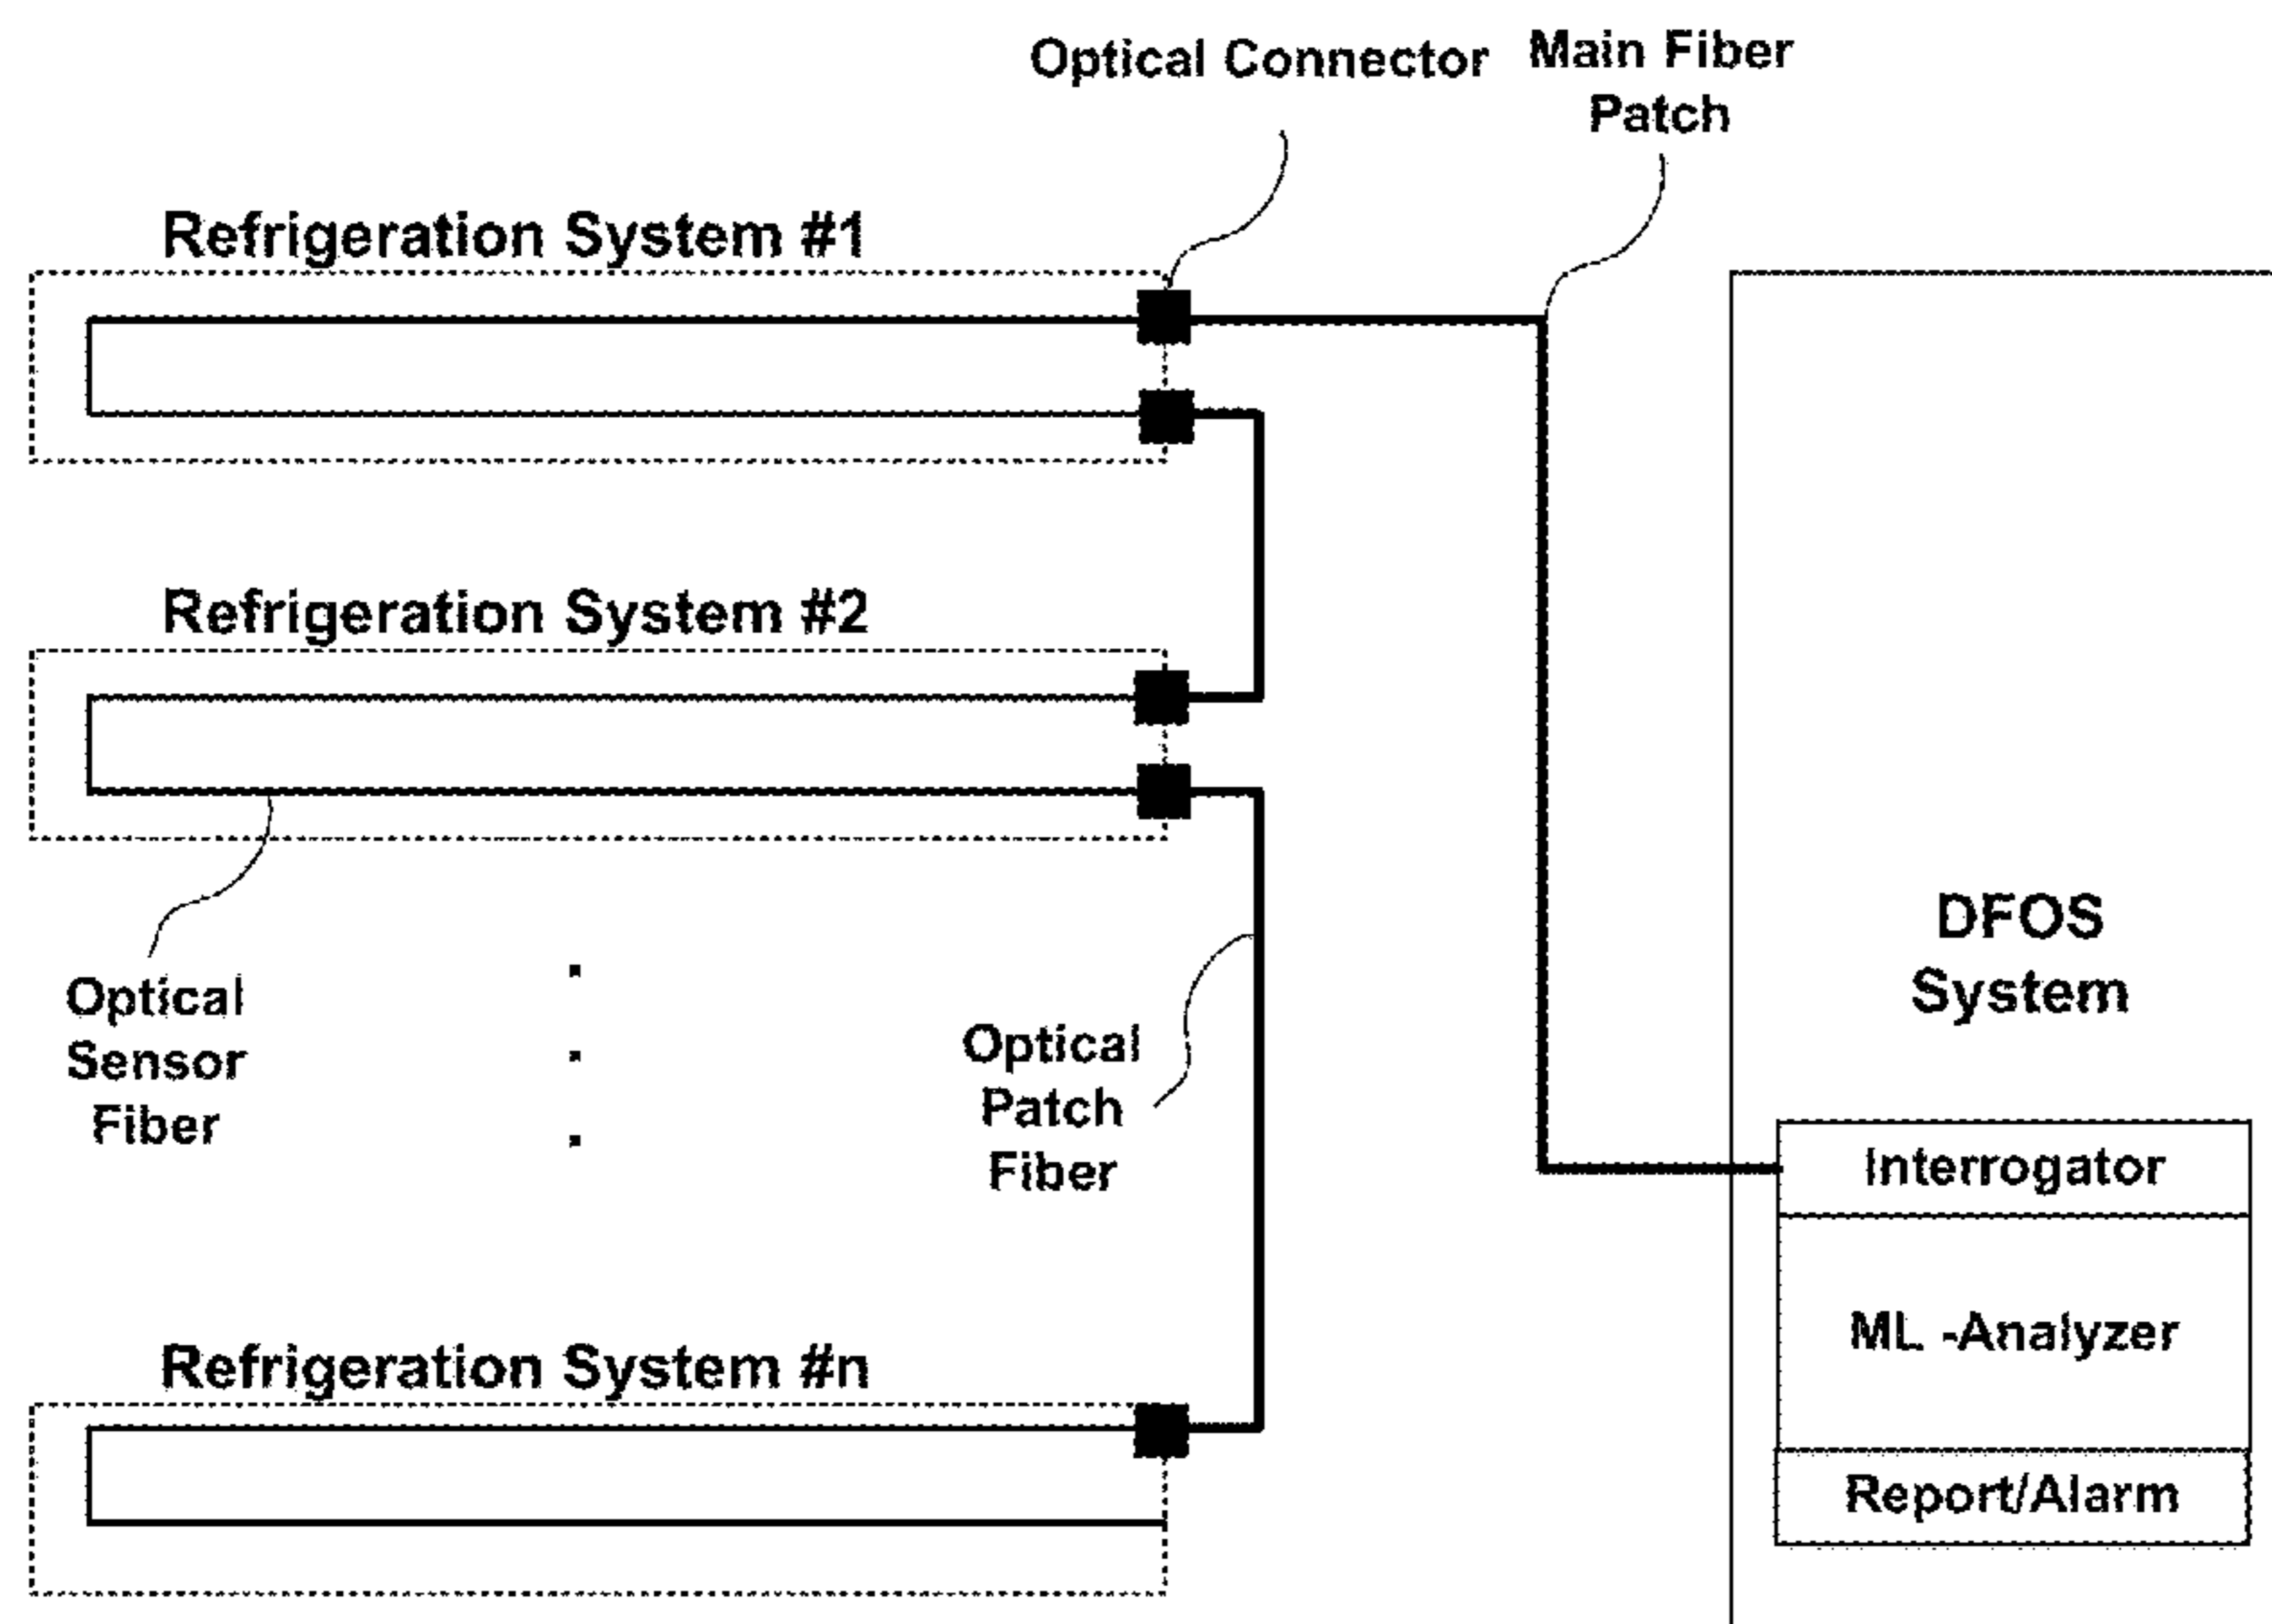 Optical Connector
Main Fiber
Patch
Refrigeration System #1
Refrigeration System #2
Optical
Sensor
Fiber
Optical
Patch
Fiber
DFOS
System
Interrogator
ML -Analyzer
Report/Alarm
Refrigeration System #n